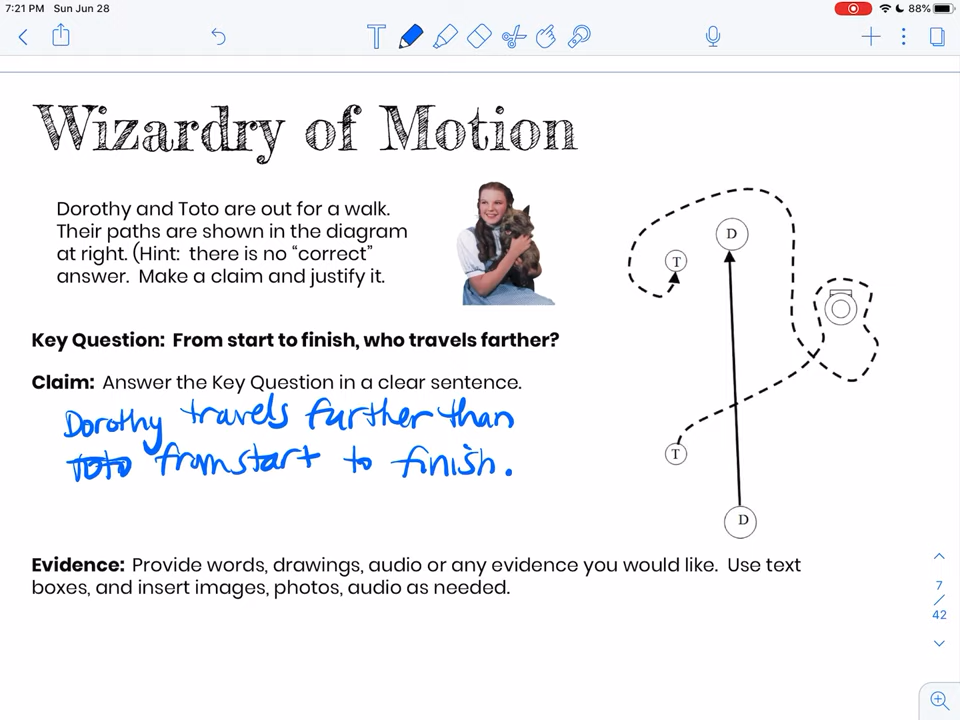 7:21 PM Sun Jun 28
88%
T
Wizardry of Motion
Dorothy and Toto are out for a walk.
Their paths are shown in the diagram
at right. (Hint: there is no “correct”
answer. Make a claim and justify it.
D
T
Key Question: From start to finish, who travels farther?
Claim: Answer the Key Question in a clear sentence.
Dorothy travels further than
Toto from start to finish.
T
D
Evidence: Provide words, drawings, audio or any evidence you would like. Use text
boxes, and insert images, photos, audio as needed.
7
/
42